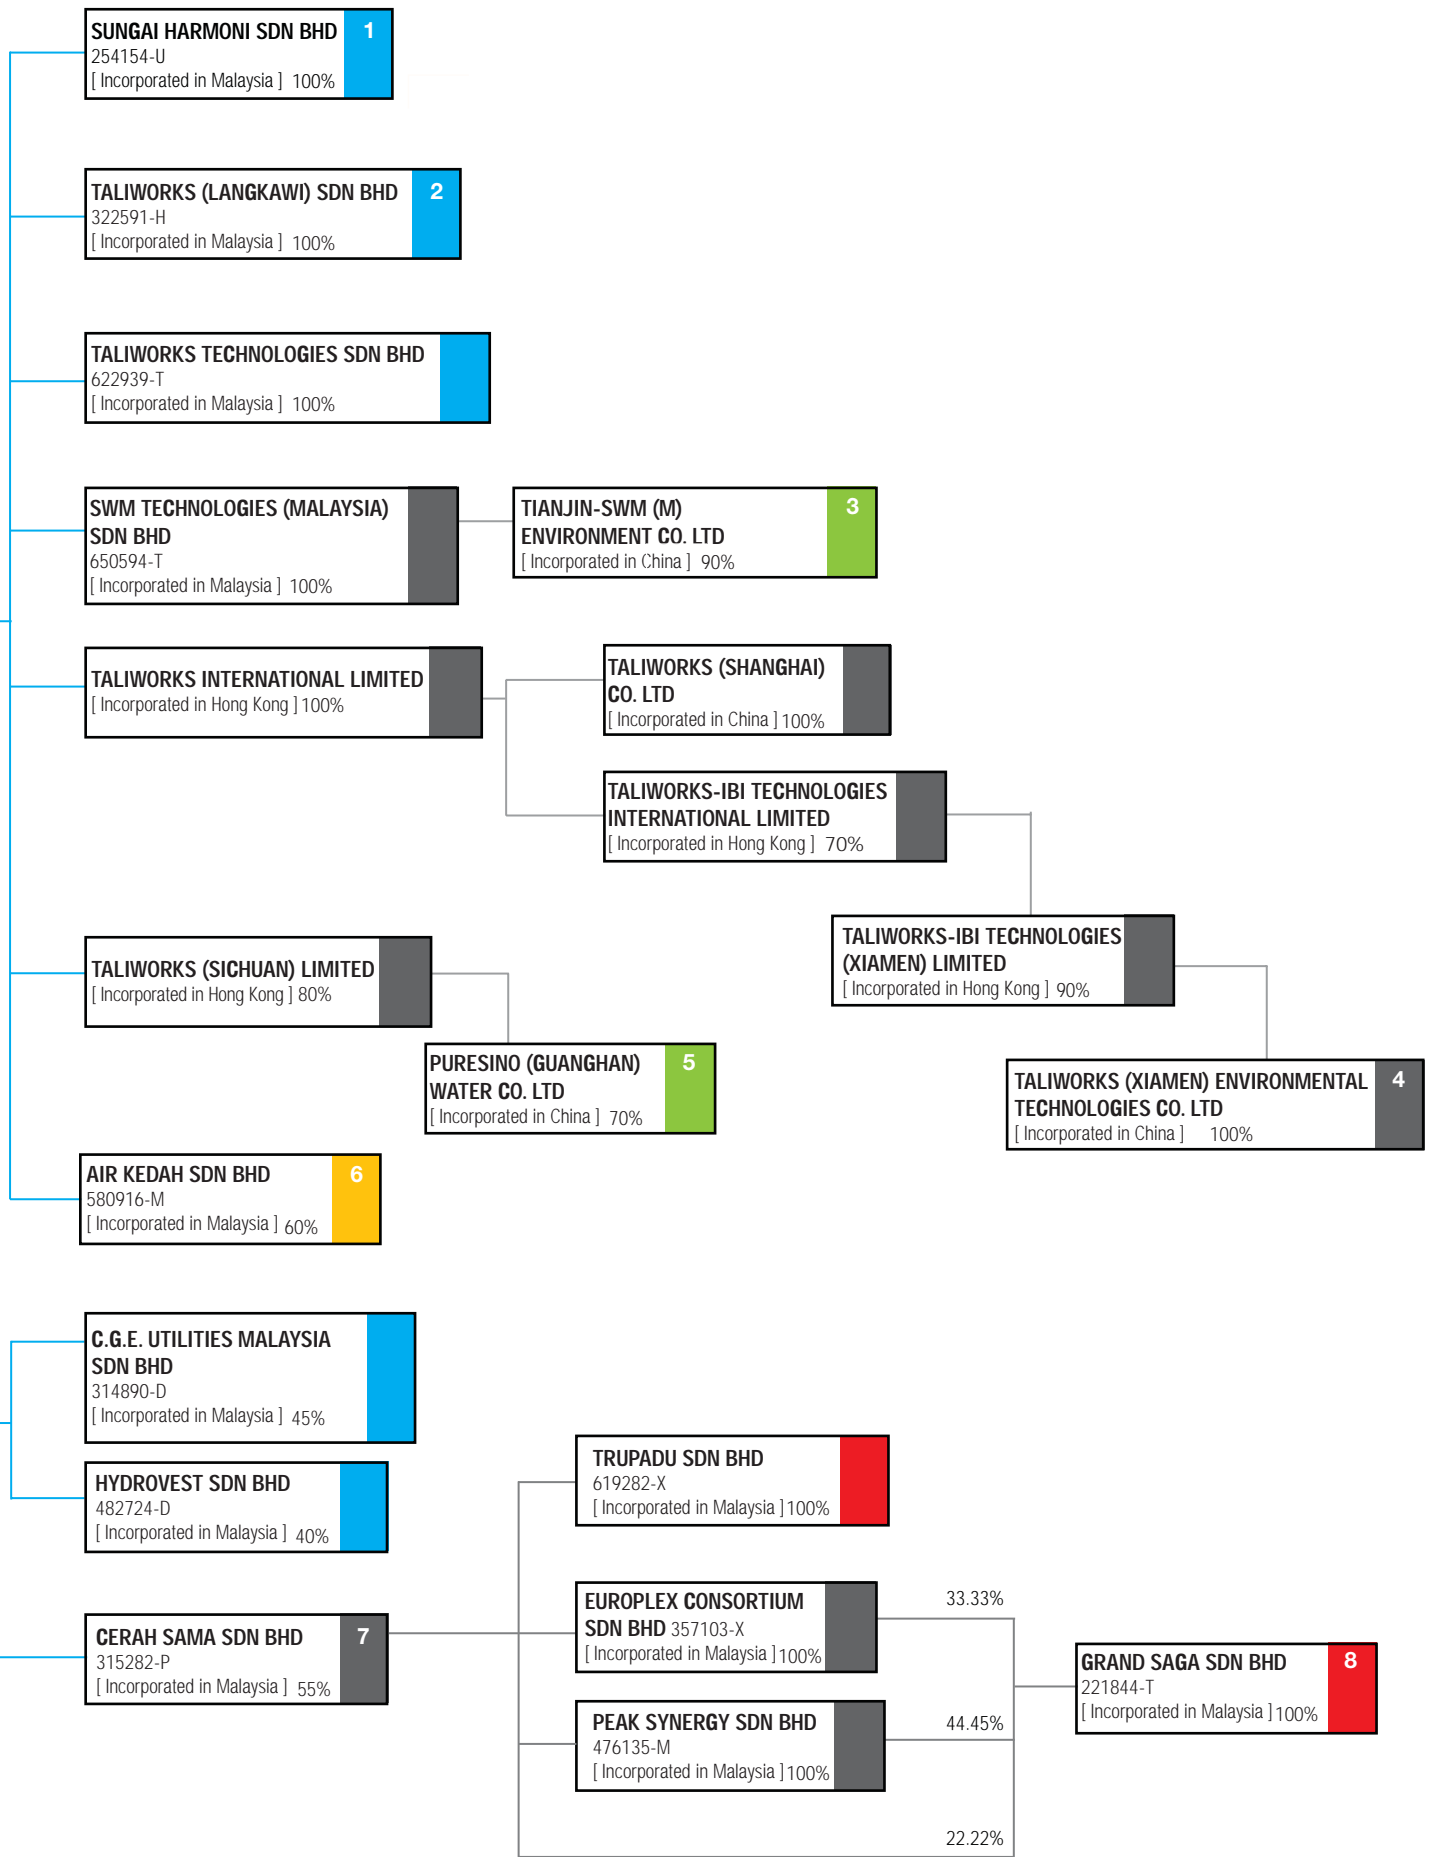 SUNGAI HARMONI SDN BHD 1
254154-U
[ Incorporated in Malaysia ] 100%
TALIWORKS (LANGKAWI) SDN BHD 2
322591-H
[ Incorporated in Malaysia ] 100%
TALIWORKS TECHNOLOGIES SDN BHD
622939-T
[ Incorporated in Malaysia ] 100%
SWM TECHNOLOGIES (MALAYSIA)
SDN BHD
650594-T
[ Incorporated in Malaysia ] 100%
TIANJIN-SWM (M) 3
ENVIRONMENT CO. LTD
[ Incorporated in China ] 90%
TALIWORKS INTERNATIONAL LIMITED
[ Incorporated in Hong Kong ] 100%
TALIWORKS (SHANGHAI)
CO. LTD
[ Incorporated in China ] 100%
TALIWORKS-IBI TECHNOLOGIES
INTERNATIONAL LIMITED
[ Incorporated in Hong Kong ] 70%
TALIWORKS-IBI TECHNOLOGIES
(XIAMEN) LIMITED
[ Incorporated in Hong Kong ] 90%
TALIWORKS (SICHUAN) LIMITED
[ Incorporated in Hong Kong ] 80%
PURESINO (GUANGHAN) 5
WATER CO. LTD
[ Incorporated in China ] 70%
TALIWORKS (XIAMEN) ENVIRONMENTAL 4
TECHNOLOGIES CO. LTD
[ Incorporated in China ] 100%
AIR KEDAH SDN BHD 6
580916-M
[ Incorporated in Malaysia ] 60%
C.G.E. UTILITIES MALAYSIA
SDN BHD
314890-D
[ Incorporated in Malaysia ] 45%
HYDROVEST SDN BHD
482724-D
[ Incorporated in Malaysia ] 40%
TRUPADU SDN BHD
619282-X
[ Incorporated in Malaysia ] 100%
CERAH SAMA SDN BHD 7
315282-P
[ Incorporated in Malaysia ] 55%
EUROPLEX CONSORTIUM
SDN BHD 357103-X
[ Incorporated in Malaysia ] 100%
33.33%
PEAK SYNERGY SDN BHD
476135-M
[ Incorporated in Malaysia ] 100%
44.45%
22.22%
GRAND SAGA SDN BHD 8
221844-T
[ Incorporated in Malaysia ] 100%